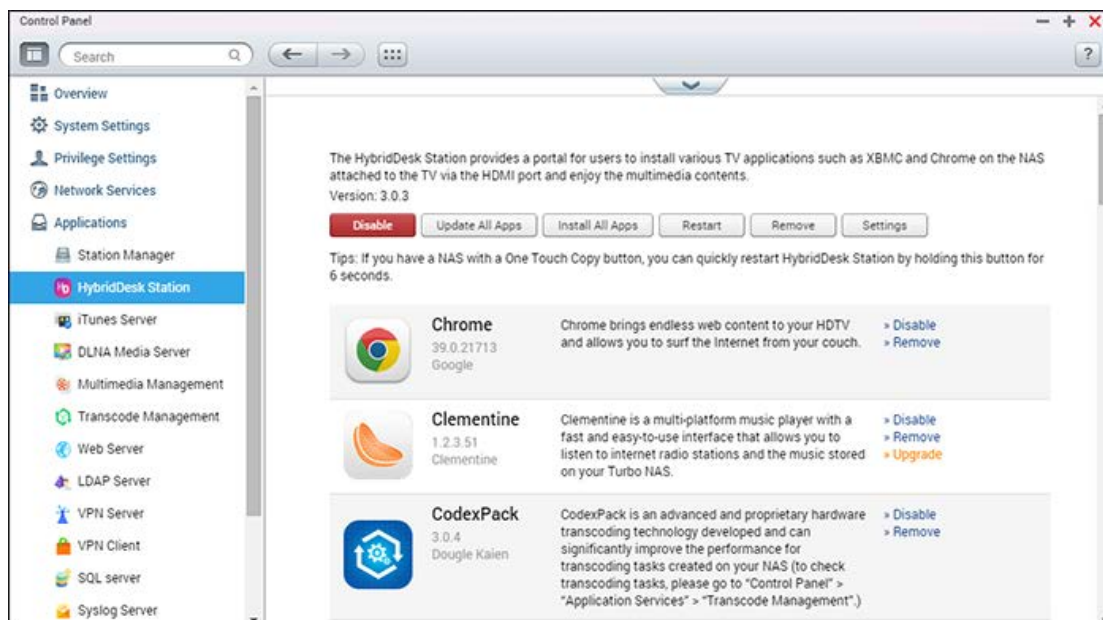 Control Panel
Search
?
Overview
System Settings
Privilege Settings
Network Services
Applications
Station Manager
HybridDesk Station
iTunes Server
DLNA Media Server
Multimedia Management
Transcode Management
Web Server
LDAP Server
VPN Server
VPN Client
SQL server
Syslog Server
The HybridDesk Station provides a portal for users to install various TV applications such as XBMC and Chrome on the NAS
attached to the TV via the HDMI port and enjoy the multimedia contents.
Version: 3.0.3
Disable
Update All Apps
Install All Apps
Restart
Remove
Settings
Tips: If you have a NAS with a One Touch Copy button, you can quickly restart HybridDesk Station by holding this button for
6 seconds.
Chrome
39.0.21713
Google
Chrome brings endless web content to your HDTV
and allows you to surf the Internet from your couch.
» Disable
» Remove
Clementine
1.2.3.51
Clementine
Clementine is a multi-platform music player with a
fast and easy-to-use interface that allows you to
listen to internet radio stations and the music stored
on your Turbo NAS.
» Disable
» Remove
» Upgrade
CodexPack
3.0.4
Dougle Kaien
CodexPack is an advanced and proprietary hardware
transcoding technology developed and can
significantly improve the performance for
transcoding tasks created on your NAS (to check
transcoding tasks, please go to “Control Panel” >
“Application Services” > “Transcode Management”.)
» Disable
» Remove